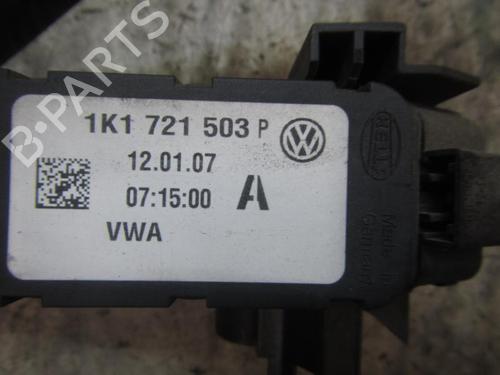 1K1 721 503 P
12.01.07
07:15:00 A
VWA
HELLA
Made in
Germany
B-PARTS